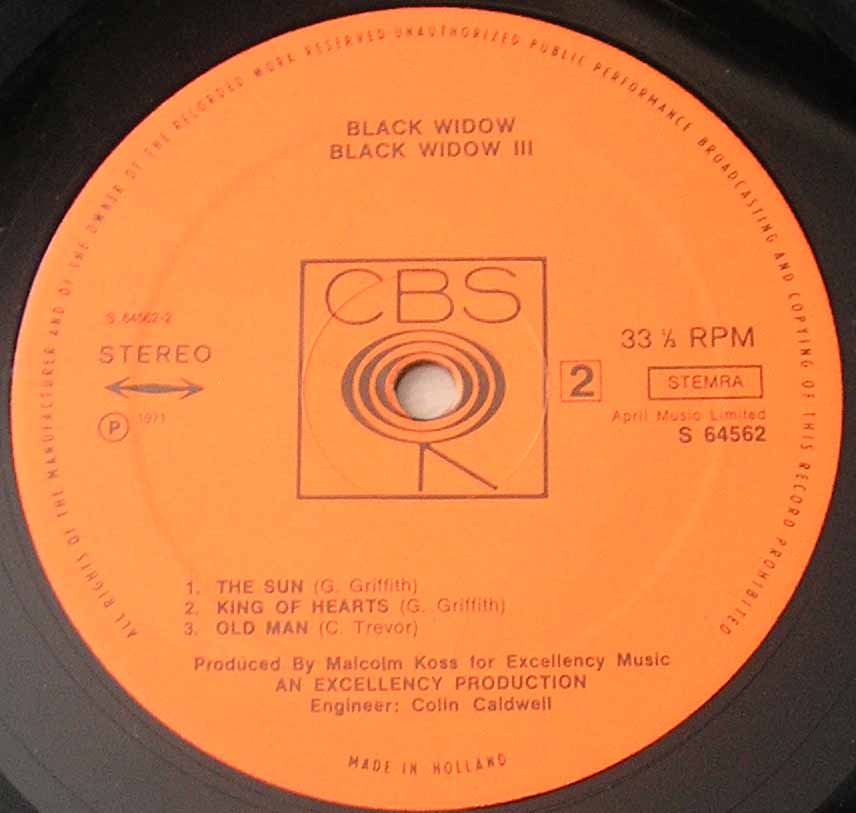 ALL RIGHTS OF THE MANUFACTURER AND OF THE OWNER OF THE RECORDED WORK RESERVED UNAUTHORIZED PUBLIC PERFORMANCE BROADCASTING AND COPYING OF THIS RECORD PROHIBITED
BLACK WIDOW
BLACK WIDOW III
CBS
S 64562-2
STEREO
P 1971
2
33 ⅓ RPM
STEMRA
April Music Limited
S 64562
1. THE SUN (G. Griffith)
2. KING OF HEARTS (G. Griffith)
3. OLD MAN (C. Trevor)
Produced By Malcolm Koss for Excellency Music
AN EXCELLENCY PRODUCTION
Engineer: Colin Caldwell
MADE IN HOLLAND